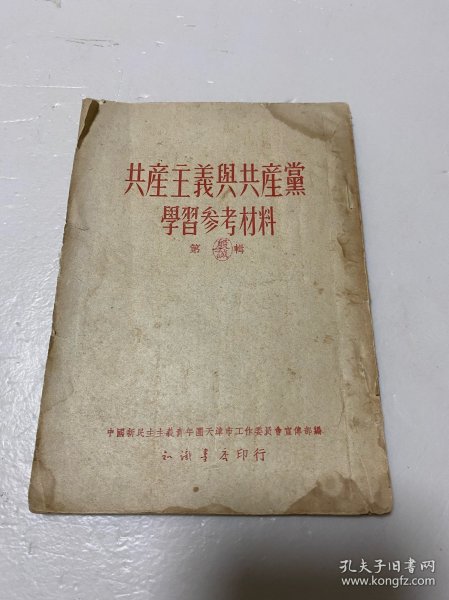 共産主義與共産黨
學習參考材料
第一輯
中國新民主主義青年團天津市工作委員會宣傳部編
知識書店印行
孔夫子旧书网
www.kongfz.com